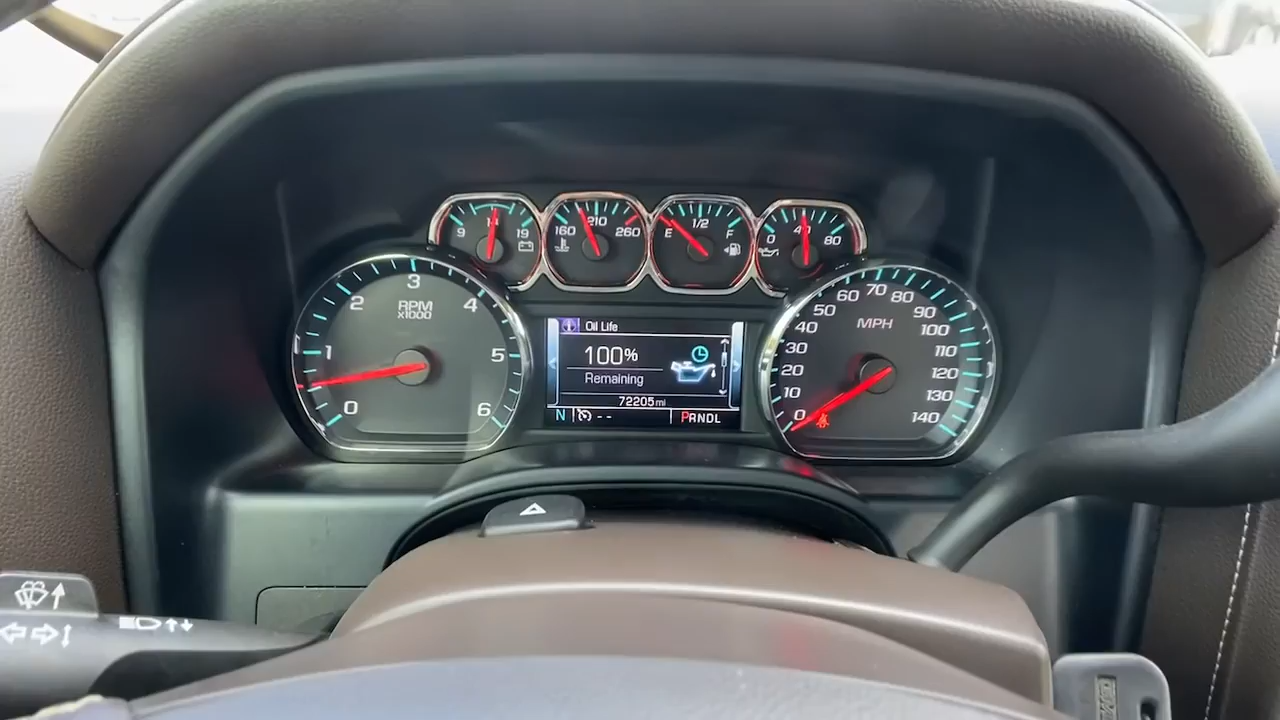 9 14 19
160 210 260
E 1/2 F
0 40 80
0 1 2 3 4 5 6
RPM
x1000
Oil Life
100%
Remaining
72205 mi
N -- PRNDL
0 10 20 30 40 50 60 70 80 90 100 110 120 130 140
MPH